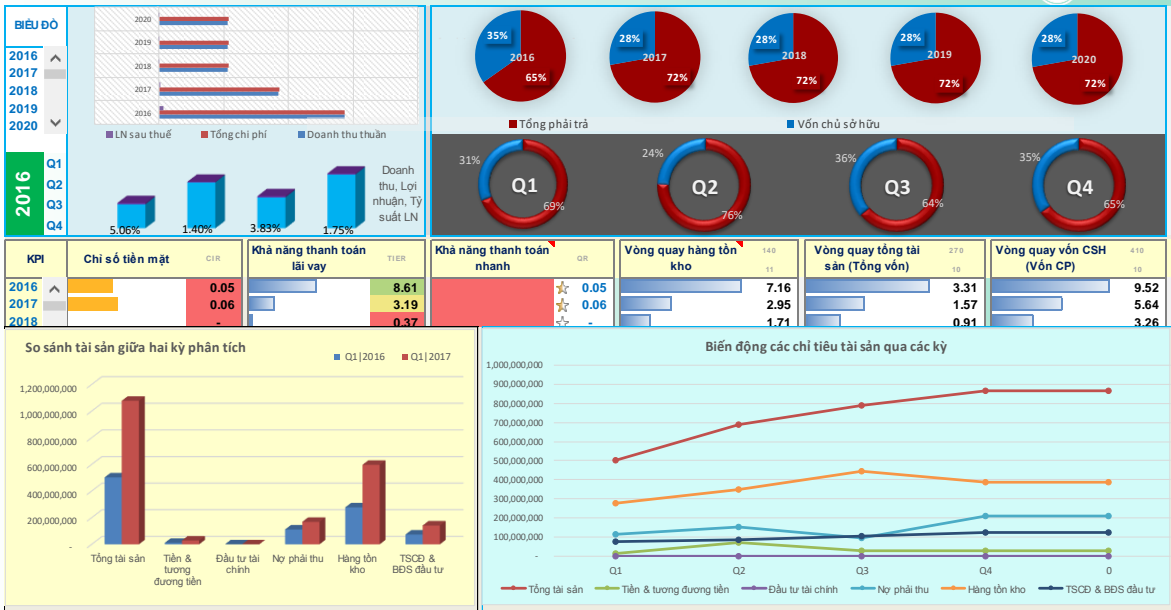 BIỂU ĐỒ
2016
2017
2018
2019
2020
2020
2019
2018
2017
2016
LN sau thuế
Tổng chi phí
Doanh thu thuần
35%
2016
65%
28%
2017
72%
28%
2018
72%
28%
2019
72%
28%
2020
72%
Tổng phải trả
Vốn chủ sở hữu
2016
Q1
Q2
Q3
Q4
5.06%
1.40%
3.83%
1.75%
Doanh
thu, Lợi
nhuận, Tỷ
suất LN
31%
Q1
69%
24%
Q2
76%
36%
Q3
64%
35%
Q4
65%
KPI
Chỉ số tiền mặt
CIR
Khả năng thanh toán
lãi vay
TIER
Khả năng thanh toán
nhanh
QR
Vòng quay hàng tồn
kho
140
11
Vòng quay tổng tài
sản (Tổng vốn)
270
10
Vòng quay vốn CSH
(Vốn CP)
410
10
2016
0.05
8.61
0.05
7.16
3.31
9.52
2017
0.06
3.19
0.06
2.95
1.57
5.64
2018
-
0.37
-
1.71
0.91
3.26
So sánh tài sản giữa hai kỳ phân tích
Q1|2016
Q1|2017
1,200,000,000
1,000,000,000
800,000,000
600,000,000
400,000,000
200,000,000
-
Tổng tài sản
Tiền &
tương
đương tiền
Đầu tư tài
chính
Nợ phải thu
Hàng tồn
kho
TSCĐ &
BĐS đầu tư
Biến động các chỉ tiêu tài sản qua các kỳ
1,000,000,000
900,000,000
800,000,000
700,000,000
600,000,000
500,000,000
400,000,000
300,000,000
200,000,000
100,000,000
-
Q1
Q2
Q3
Q4
0
Tổng tài sản
Tiền & tương đương tiền
Đầu tư tài chính
Nợ phải thu
Hàng tồn kho
TSCĐ & BĐS đầu tư